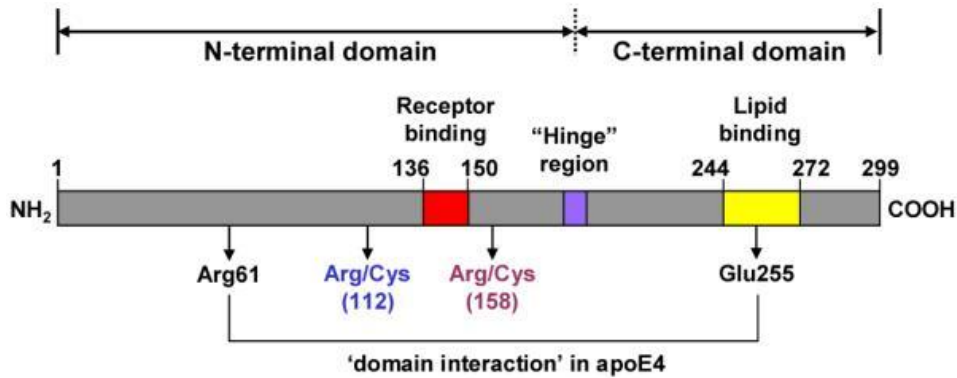 N-terminal domain
C-terminal domain
Receptor
binding
“Hinge”
region
Lipid
binding
1
136
150
244
272
299
NH2
COOH
Arg61
Arg/Cys
(112)
Arg/Cys
(158)
Glu255
‘domain interaction’ in apoE4